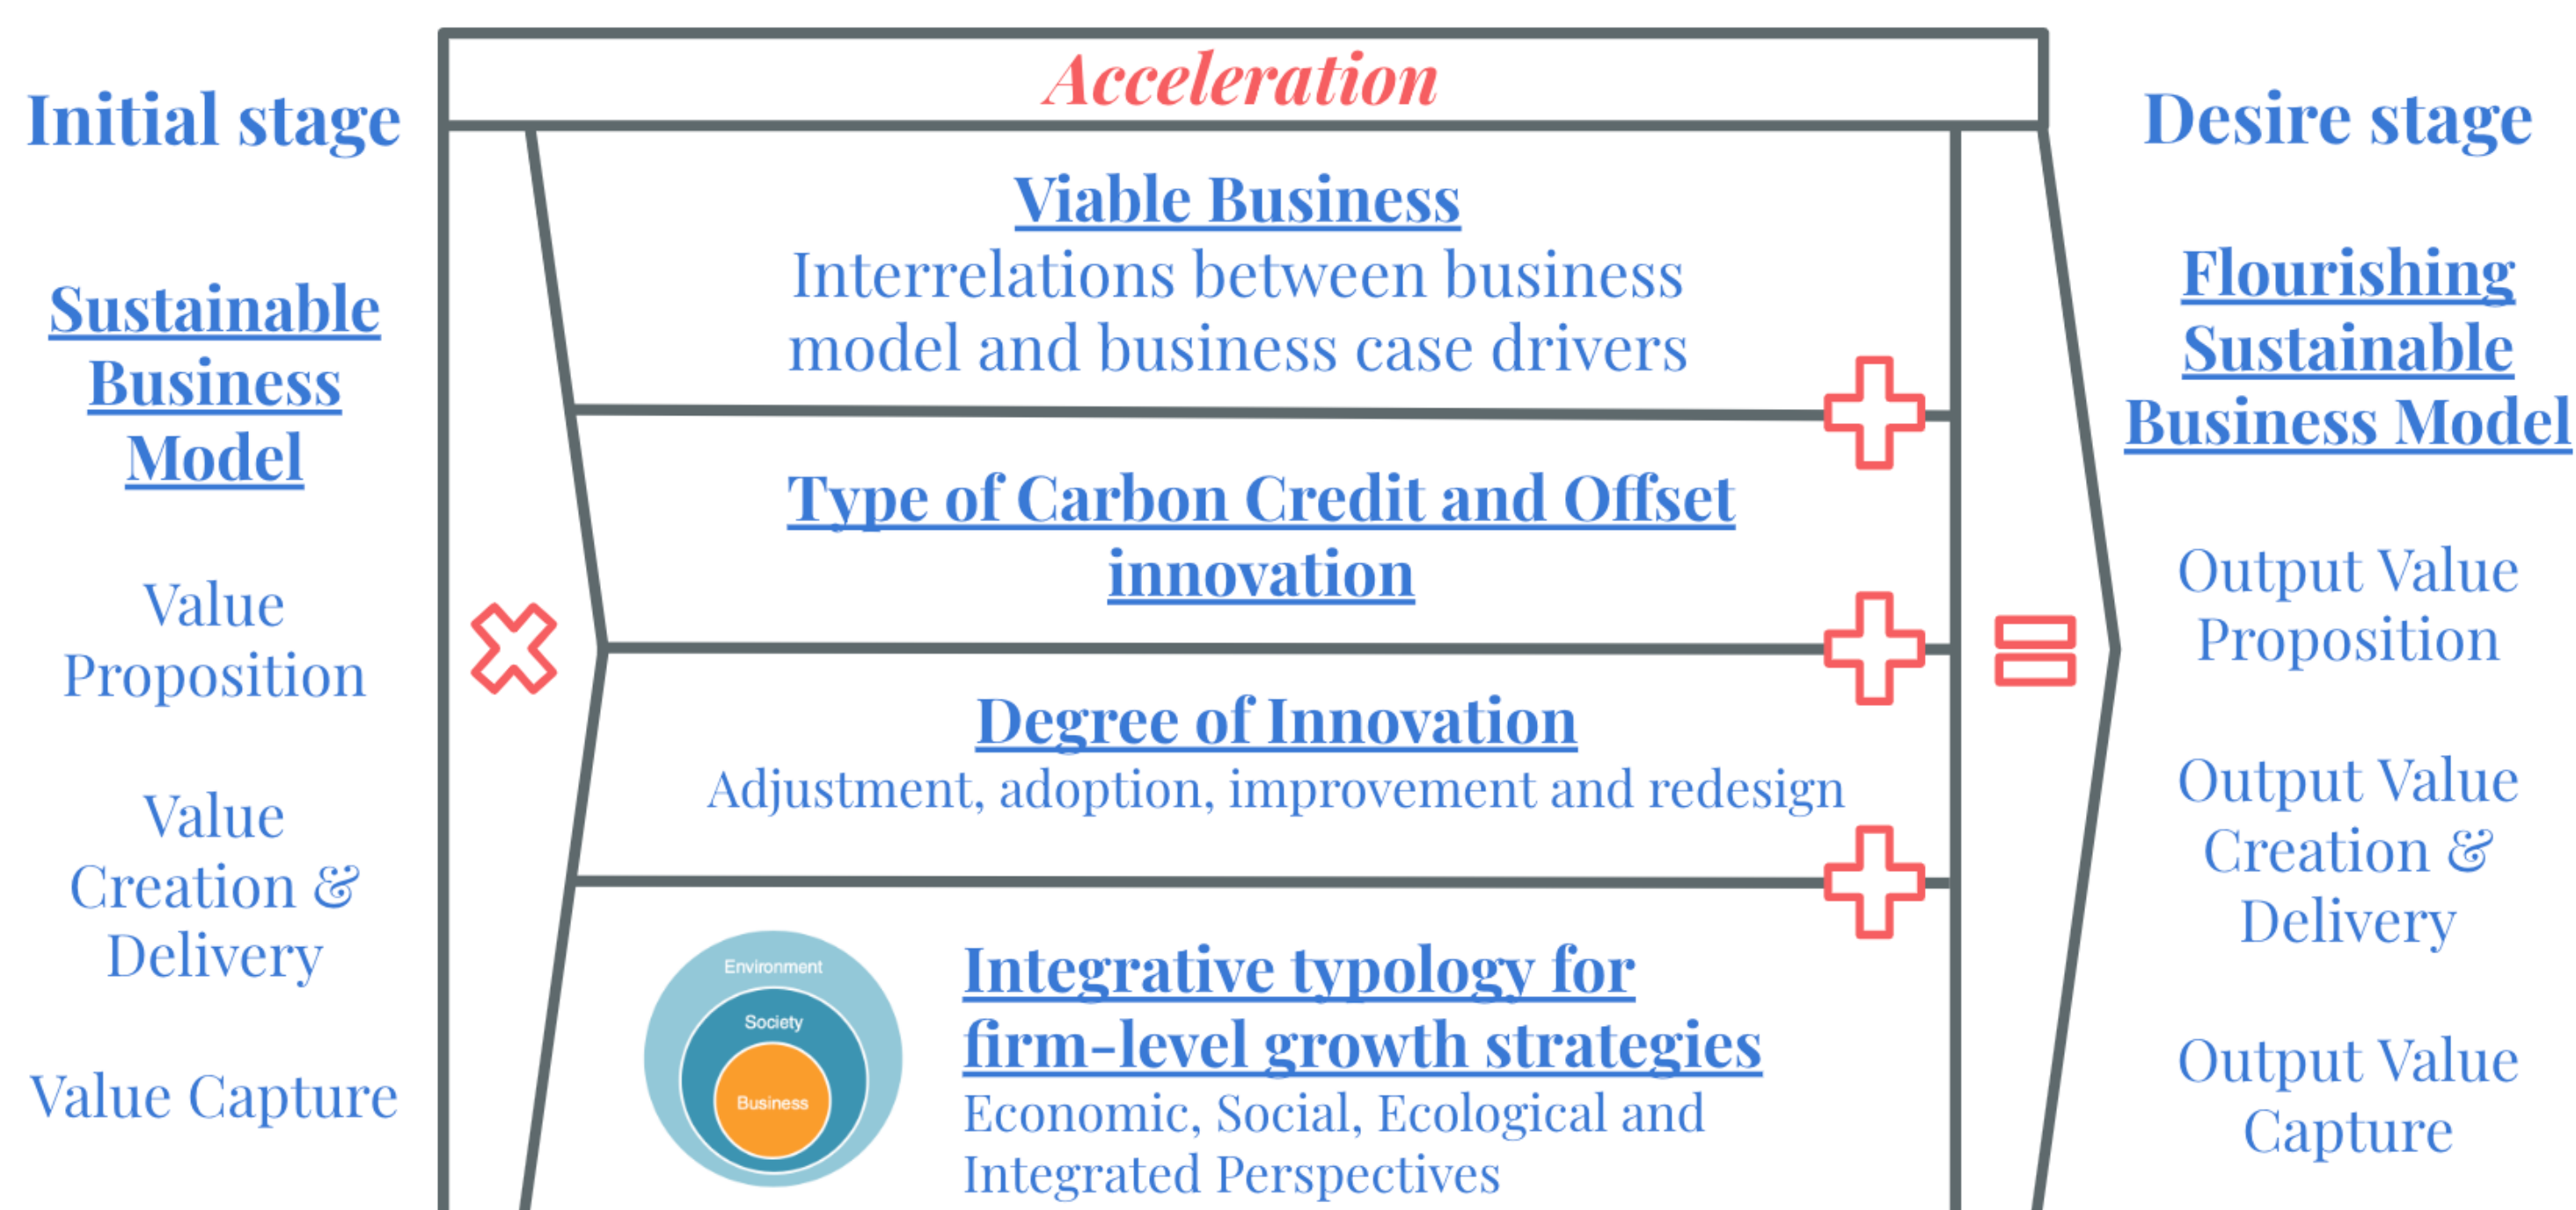 Initial stage
Sustainable
Business
Model
Value
Proposition
Value
Creation &
Delivery
Value Capture
Acceleration
Viable Business
Interrelations between business
model and business case drivers
Type of Carbon Credit and Offset
innovation
Degree of Innovation
Adjustment, adoption, improvement and redesign
Environment
Society
Business
Integrative typology for
firm-level growth strategies
Economic, Social, Ecological and
Integrated Perspectives
Desire stage
Flourishing
Sustainable
Business Model
Output Value
Proposition
Output Value
Creation &
Delivery
Output Value
Capture